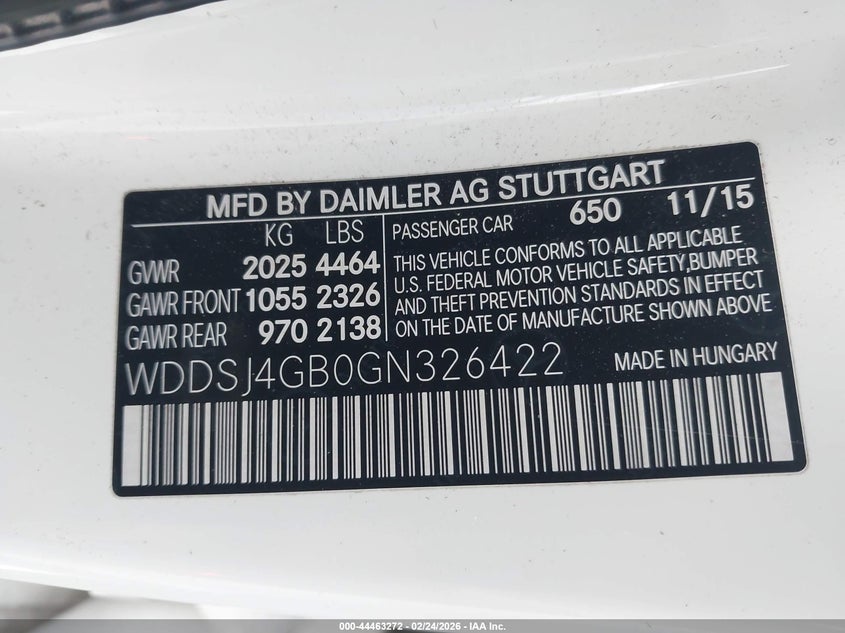 MFD BY DAIMLER AG STUTTGART
KG LBS
GVWR 2025 4464
GAWR FRONT 1055 2326
GAWR REAR 970 2138
PASSENGER CAR 650 11/15
THIS VEHICLE CONFORMS TO ALL APPLICABLE
U.S. FEDERAL MOTOR VEHICLE SAFETY,BUMPER
AND THEFT PREVENTION STANDARDS IN EFFECT
ON THE DATE OF MANUFACTURE SHOWN ABOVE
WDDSJ4GB0GN326422 MADE IN HUNGARY
000-44463272 - 02/24/2026 - IAA Inc.